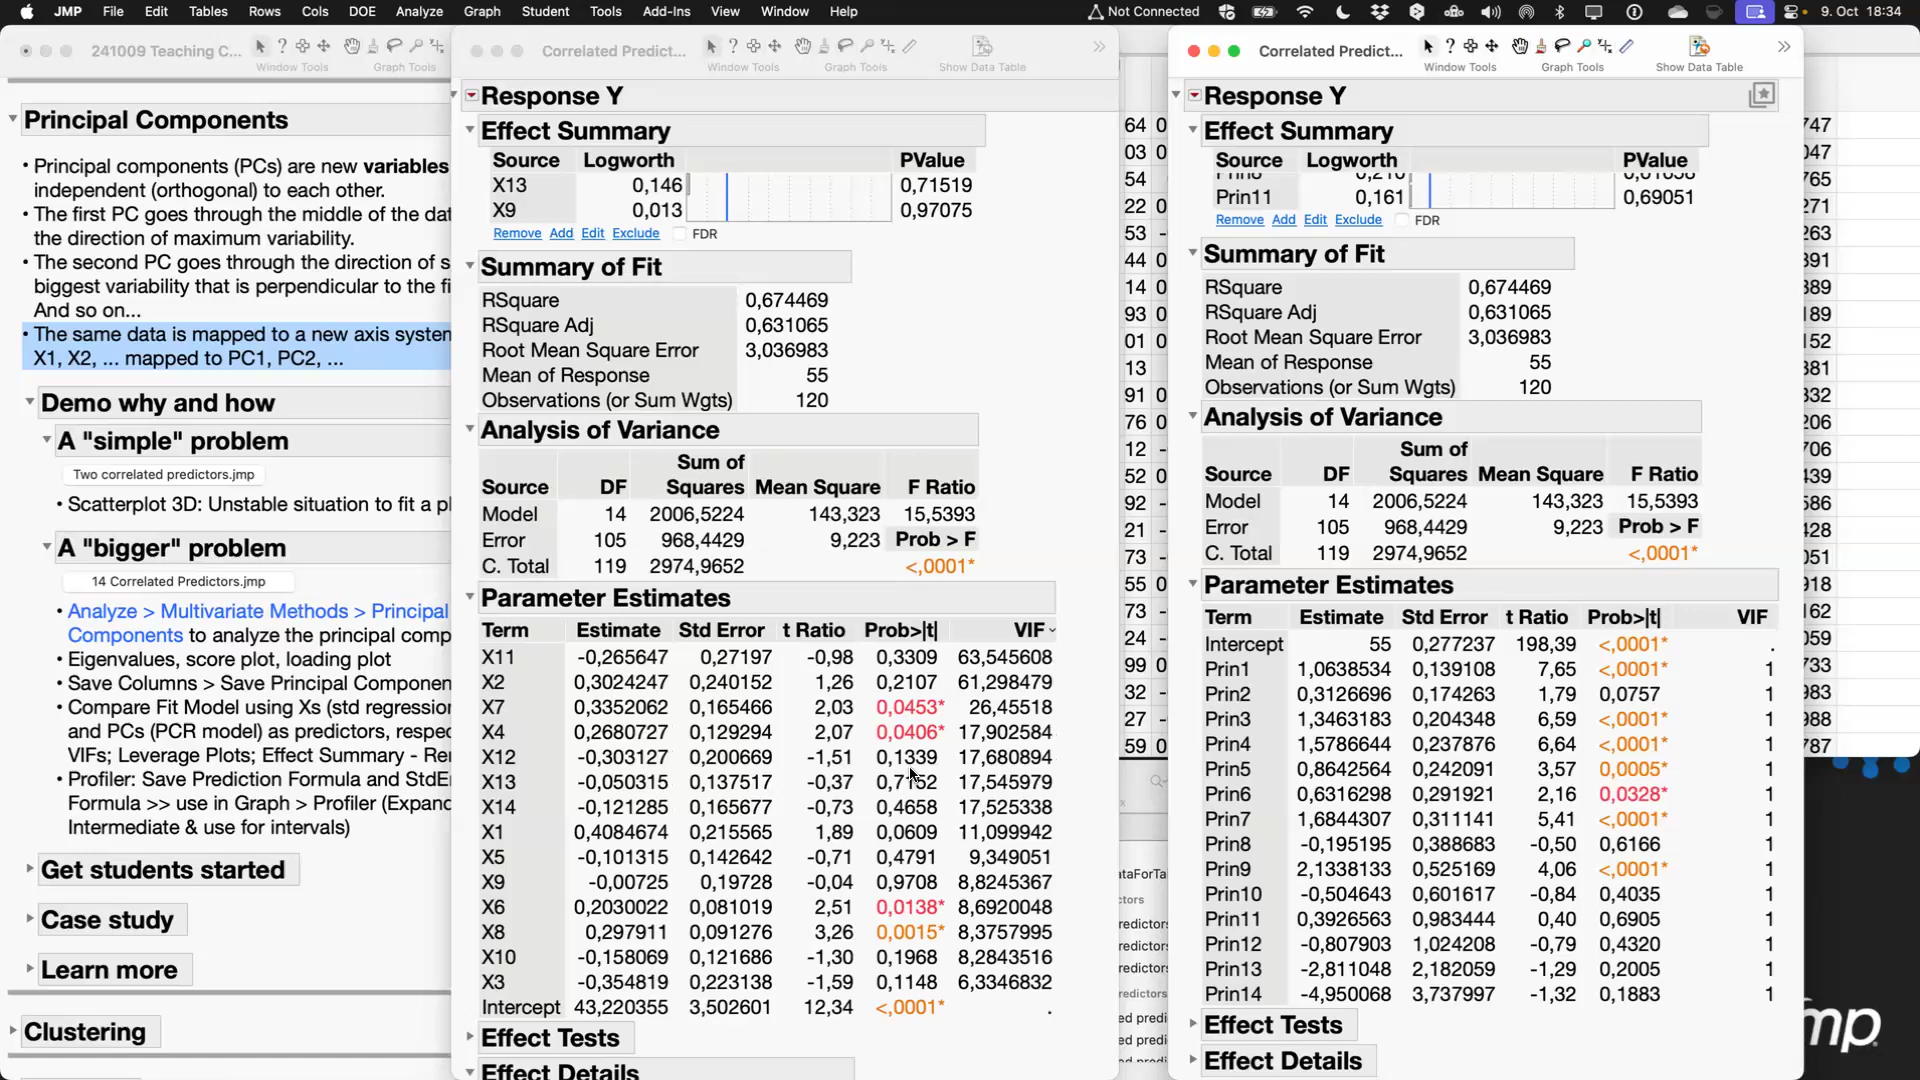 JMP File Edit Tables Rows Cols DOE Analyze Graph Student Tools Add-Ins View Window Help Not Connected 9. Oct 18:34
241009 Teaching C...
Window Tools Graph Tools
Principal Components
• Principal components (PCs) are new variables
independent (orthogonal) to each other.
• The first PC goes through the middle of the dat
the direction of maximum variability.
• The second PC goes through the direction of s
biggest variability that is perpendicular to the fi
And so on...
• The same data is mapped to a new axis system
X1, X2, ... mapped to PC1, PC2, ...
Demo why and how
A "simple" problem
Two correlated predictors.jmp
• Scatterplot 3D: Unstable situation to fit a pl
A "bigger" problem
14 Correlated Predictors.jmp
• Analyze > Multivariate Methods > Principal
Components to analyze the principal comp
• Eigenvalues, score plot, loading plot
• Save Columns > Save Principal Componen
• Compare Fit Model using Xs (std regres
and PCs (PCR model) as predictors, respec
VIFs; Leverage Plots; Effect Summary - Re
• Profiler: Save Prediction Formula and StdEr
Formula >> use in Graph > Profiler (Expand
Intermediate & use for intervals)
Get students started
Case study
Learn more
Clustering
Correlated Predict...
Window Tools Graph Tools Show Data Table
Response Y
Effect Summary
Source Logworth PValue
X13 0,146 0,71519
X9 0,013 0,97075
Remove Add Edit Exclude FDR
Summary of Fit
RSquare 0,674469
RSquare Adj 0,631065
Root Mean Square Error 3,036983
Mean of Response 55
Observations (or Sum Wgts) 120
Analysis of Variance
Sum of
Source DF Squares Mean Square F Ratio
Model 14 2006,5224 143,323 15,5393
Error 105 968,4429 9,223 Prob > F
C. Total 119 2974,9652 <,0001*
Parameter Estimates
Term Estimate Std Error t Ratio Prob>|t| VIF
X11 -0,265647 0,27197 -0,98 0,3309 63,545608
X2 0,3024247 0,240152 1,26 0,2107 61,298479
X7 0,3352062 0,165466 2,03 0,0453* 26,45518
X4 0,2680727 0,129294 2,07 0,0406* 17,902584
X12 -0,303127 0,200669 -1,51 0,1339 17,680894
X13 -0,050315 0,137517 -0,37 0,7152 17,545979
X14 -0,121285 0,165677 -0,73 0,4658 17,525338
X1 0,4084674 0,215565 1,89 0,0609 11,099942
X5 -0,101315 0,142642 -0,71 0,4791 9,349051
X9 -0,00725 0,19728 -0,04 0,9708 8,8245367
X6 0,2030022 0,081019 2,51 0,0138* 8,6920048
X8 0,297911 0,091276 3,26 0,0015* 8,3757995
X10 -0,158069 0,121686 -1,30 0,1968 8,2843516
X3 -0,354819 0,223138 -1,59 0,1148 6,3346832
Intercept 43,220355 3,502601 12,34 <,0001* .
Effect Tests
Effect Details
Correlated Predict...
Window Tools Graph Tools Show Data Table
Response Y
Effect Summary
Source Logworth PValue
Prin11 0,161 0,69051
Remove Add Edit Exclude FDR
Summary of Fit
RSquare 0,674469
RSquare Adj 0,631065
Root Mean Square Error 3,036983
Mean of Response 55
Observations (or Sum Wgts) 120
Analysis of Variance
Sum of
Source DF Squares Mean Square F Ratio
Model 14 2006,5224 143,323 15,5393
Error 105 968,4429 9,223 Prob > F
C. Total 119 2974,9652 <,0001*
Parameter Estimates
Term Estimate Std Error t Ratio Prob>|t| VIF
Intercept 55 0,277237 198,39 <,0001* .
Prin1 1,0638534 0,139108 7,65 <,0001* 1
Prin2 0,3126696 0,174263 1,79 0,0757 1
Prin3 1,3463183 0,204348 6,59 <,0001* 1
Prin4 1,5786644 0,237876 6,64 <,0001* 1
Prin5 0,8642564 0,242091 3,57 0,0005* 1
Prin6 0,6316298 0,291921 2,16 0,0328* 1
Prin7 1,6844307 0,311141 5,41 <,0001* 1
Prin8 -0,195195 0,388683 -0,50 0,6166 1
Prin9 2,1338133 0,525169 4,06 <,0001* 1
Prin10 -0,504643 0,601617 -0,84 0,4035 1
Prin11 0,3926563 0,983444 0,40 0,6905 1
Prin12 -0,807903 1,024208 -0,79 0,4320 1
Prin13 -2,811048 2,182059 -1,29 0,2005 1
Prin14 -4,950068 3,737997 -1,32 0,1883 1
Effect Tests
Effect Details